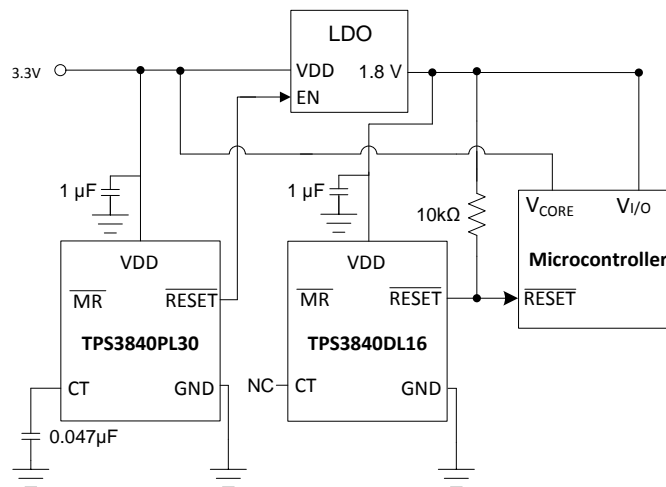 LDO
3.3V
VDD
1.8 V
EN
1 µF
1 µF
10kΩ
VCORE
VI/O
Microcontroller
RESET
VDD
MR
RESET
TPS3840PL30
CT
GND
0.047µF
VDD
MR
RESET
TPS3840DL16
NC
CT
GND